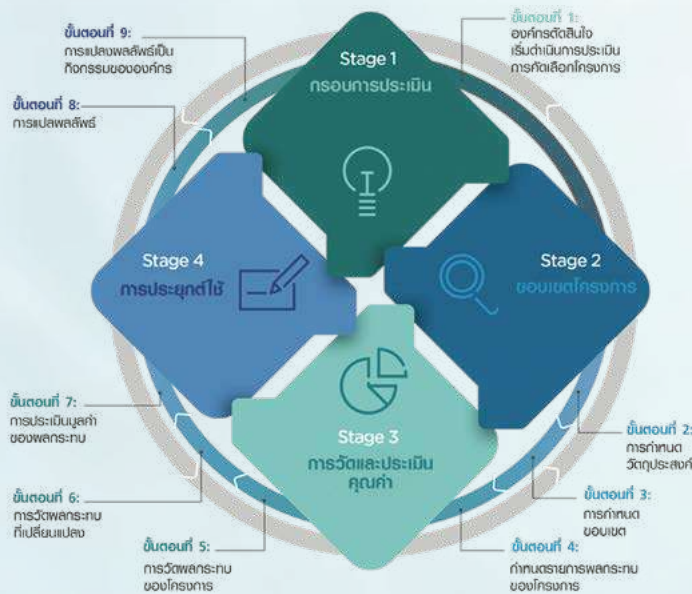 Stage 1
กรอบการประเมิน
Stage 2
ขอบเขตโครงการ
Stage 3
การวัดและประเมิน
คุณค่า
Stage 4
การประยุกต์ใช้
ขั้นตอนที่ 1:
องค์กรตัดสินใจ
เริ่มดำเนินการประเมิน
การคัดเลือกโครงการ
ขั้นตอนที่ 2:
การกำหนด
วัตถุประสงค์
ขั้นตอนที่ 3:
การกำหนด
ขอบเขต
ขั้นตอนที่ 4:
กำหนดรายการผลกระทบ
ของโครงการ
ขั้นตอนที่ 5:
การวัดผลกระทบ
ของโครงการ
ขั้นตอนที่ 6:
การวัดผลกระทบ
ที่เปลี่ยนแปลง
ขั้นตอนที่ 7:
การประเมินมูลค่า
ของผลกระทบ
ขั้นตอนที่ 8:
การแปลผลลัพธ์
ขั้นตอนที่ 9:
การแปลงผลลัพธ์เป็น
กิจกรรมขององค์กร